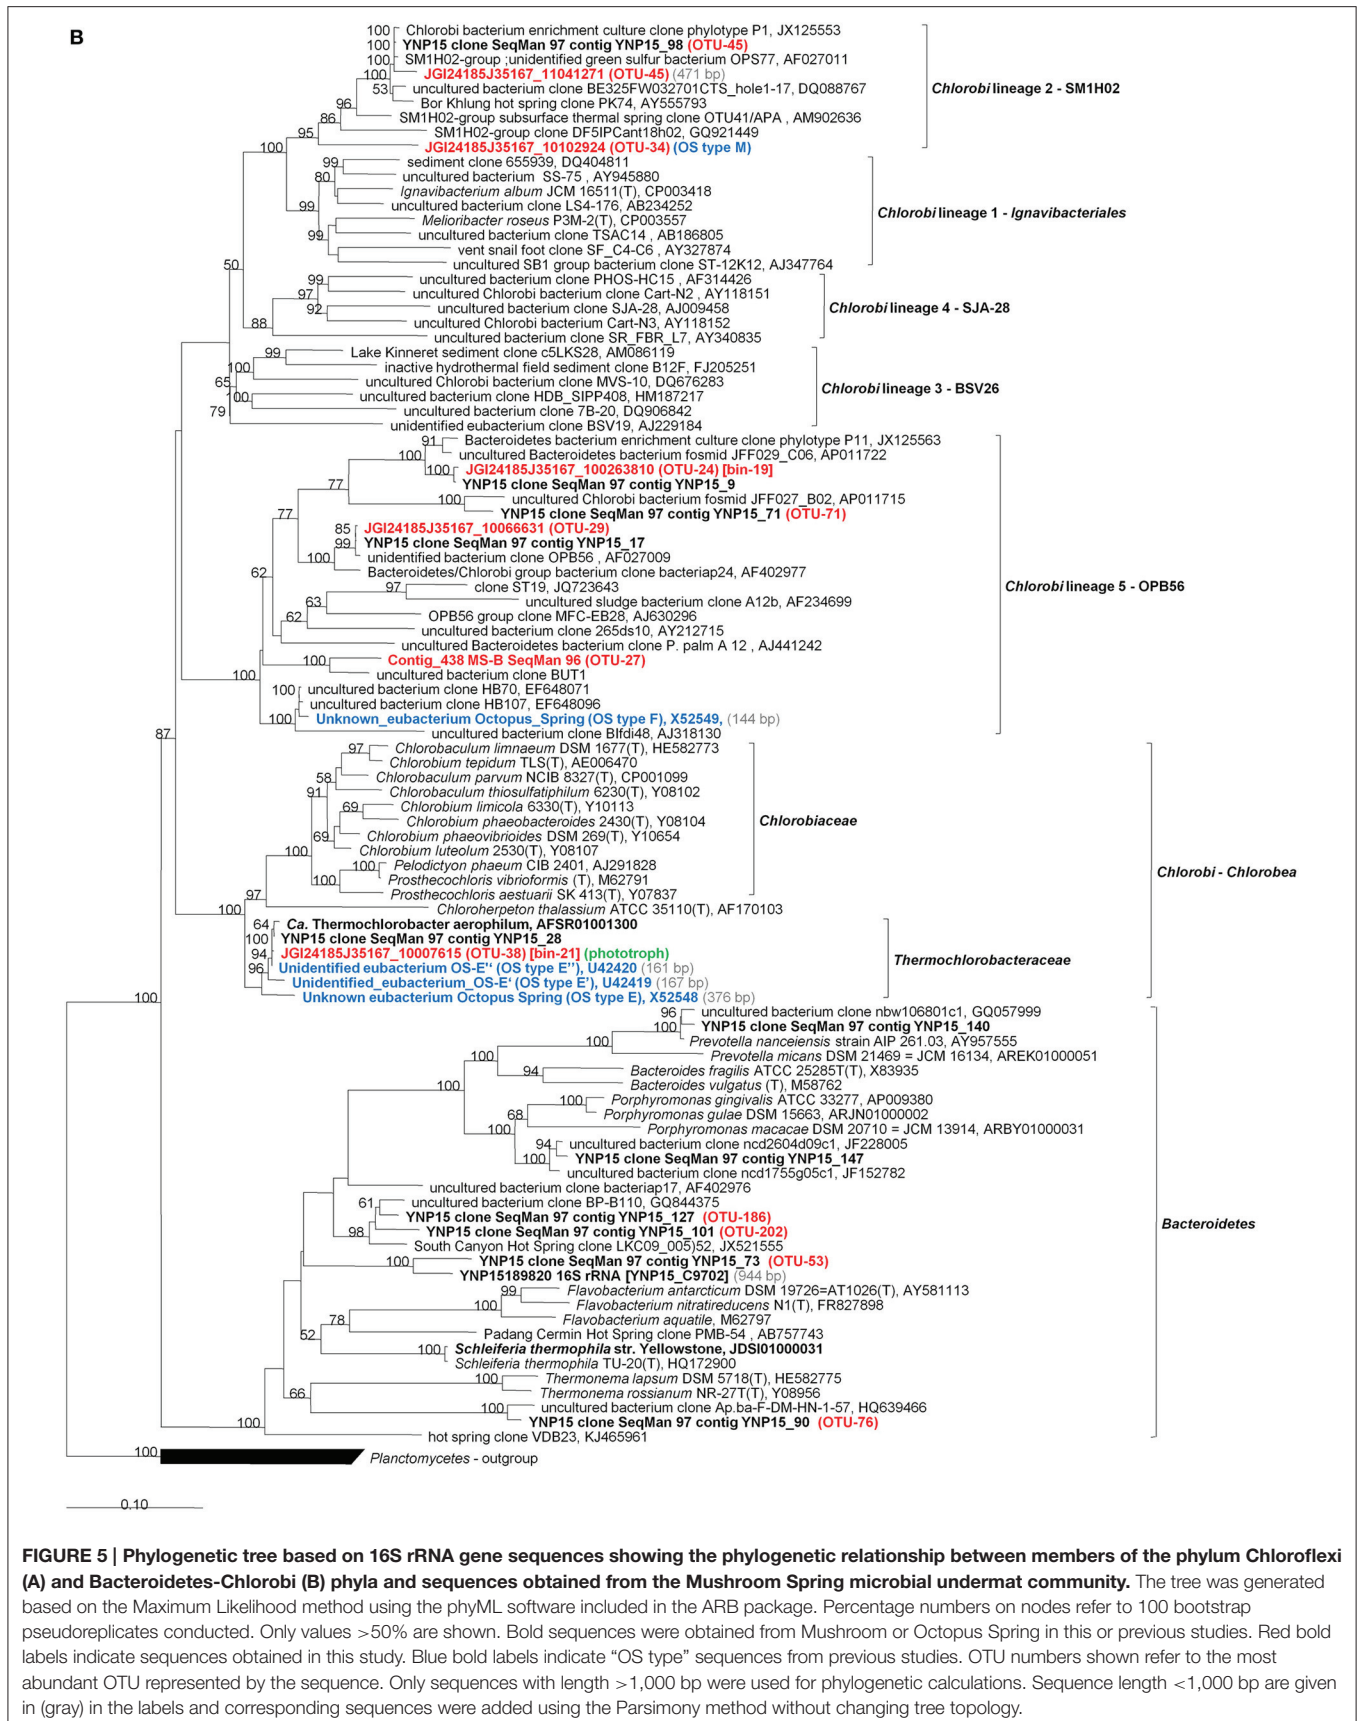 B
100 Chlorobi bacterium enrichment culture clone phylotype P1, JX125553
100 YNP15 clone SeqMan 97 contig YNP15_98 (OTU-45)
SM1H02-group ;unidentified green sulfur bacterium OPS77, AF027011
100 JGI24185J35167_11041271 (OTU-45) (471 bp)
53 uncultured bacterium clone BE325FW032701CTS_hole1-17, DQ088767
Chlorobi lineage 2 - SM1H02
96 Bor Khlung hot spring clone PK74, AY555793
86 SM1H02-group subsurface thermal spring clone OTU41/APA , AM902636
95 SM1H02-group clone DF5IPCant18h02, GQ921449
100 JGI24185J35167_10102924 (OTU-34) (OS type M)
99 sediment clone 655939, DQ404811
80 uncultured bacterium SS-75 , AY945880
Ignavibacterium album JCM 16511(T), CP003418
99 uncultured bacterium clone LS4-176, AB234252
Chlorobi lineage 1 - Ignavibacteriales
Melioribacter roseus P3M-2(T), CP003557
99 uncultured bacterium clone TSAC14 , AB186805
vent snail foot clone SF_C4-C6 , AY327874
50 uncultured SB1 group bacterium clone ST-12K12, AJ347764
99 uncultured bacterium clone PHOS-HC15 , AF314426
97 uncultured Chlorobi bacterium clone Cart-N2 , AY118151
92 uncultured bacterium clone SJA-28, AJ009458
Chlorobi lineage 4 - SJA-28
88 uncultured Chlorobi bacterium Cart-N3, AY118152
uncultured bacterium clone SR_FBR_L7, AY340835
99 Lake Kinneret sediment clone c5LKS28, AM086119
100 inactive hydrothermal field sediment clone B12F, FJ205251
65 uncultured Chlorobi bacterium clone MVS-10, DQ676283
Chlorobi lineage 3 - BSV26
100 uncultured bacterium clone HDB_SIPP408, HM187217
79 uncultured bacterium clone 7B-20, DQ906842
unidentified eubacterium clone BSV19, AJ229184
91 Bacteroidetes bacterium enrichment culture clone phylotype P11, JX125563
100 uncultured Bacteroidetes bacterium fosmid JFF029_C06, AP011722
100 JGI24185J35167_100263810 (OTU-24) [bin-19]
77 YNP15 clone SeqMan 97 contig YNP15_9
100 uncultured Chlorobi bacterium fosmid JFF027_B02, AP011715
77 YNP15 clone SeqMan 97 contig YNP15_71 (OTU-71)
85 JGI24185J35167_10066631 (OTU-29)
99 YNP15 clone SeqMan 97 contig YNP15_17
100 unidentified bacterium clone OPB56 , AF027009
62 Bacteroidetes/Chlorobi group bacterium clone bacteriap24, AF402977
97 clone ST19, JQ723643
Chlorobi lineage 5 - OPB56
63 uncultured sludge bacterium clone A12b, AF234699
62 OPB56 group clone MFC-EB28, AJ630296
uncultured bacterium clone 265ds10, AY212715
uncultured Bacteroidetes bacterium clone P. palm A 12 , AJ441242
100 Contig_438 MS-B SeqMan 96 (OTU-27)
100 uncultured bacterium clone BUT1
100 uncultured bacterium clone HB70, EF648071
uncultured bacterium clone HB107, EF648096
100 Unknown_eubacterium Octopus_Spring (OS type F), X52549, (144 bp)
87 uncultured bacterium clone BIfdi48, AJ318130
97 Chlorobaculum limnaeum DSM 1677(T), HE582773
Chlorobium tepidum TLS(T), AE006470
58 Chlorobaculum parvum NCIB 8327(T), CP001099
91 Chlorobaculum thiosulfatiphilum 6230(T), Y08102
69 Chlorobium limicola 6330(T), Y10113
Chlorobium phaeobacteroides 2430(T), Y08104
Chlorobiaceae
69 Chlorobium phaeovibrioides DSM 269(T), Y10654
100 Chlorobium luteolum 2530(T), Y08107
100 Pelodictyon phaeum CIB 2401, AJ291828
Chlorobi - Chlorobea
100 Prosthecochloris vibrioformis (T), M62791
97 Prosthecochloris aestuarii SK 413(T), Y07837
100 Chloroherpeton thalassium ATCC 35110(T), AF170103
64 Ca. Thermochlorobacter aerophilum, AFSR01001300
100 YNP15 clone SeqMan 97 contig YNP15_28
94 JGI24185J35167_10007615 (OTU-38) [bin-21] (phototroph)
Thermochlorobacteraceae
96 Unidentified eubacterium OS-E'' (OS type E''), U42420 (161 bp)
Unidentified_eubacterium_OS-E' (OS type E'), U42419 (167 bp)
100 Unknown eubacterium Octopus Spring (OS type E), X52548 (376 bp)
96 uncultured bacterium clone nbw106801c1, GQ057999
100 YNP15 clone SeqMan 97 contig YNP15_140
100 Prevotella nanceiensis strain AIP 261.03, AY957555
100 Prevotella micans DSM 21469 = JCM 16134, AREK01000051
94 Bacteroides fragilis ATCC 25285T(T), X83935
100 Bacteroides vulgatus (T), M58762
100 Porphyromonas gingivalis ATCC 33277, AP009380
68 Porphyromonas gulae DSM 15663, ARJN01000002
100 Porphyromonas macacae DSM 20710 = JCM 13914, ARBY01000031
94 uncultured bacterium clone ncd2604d09c1, JF228005
100 YNP15 clone SeqMan 97 contig YNP15_147
uncultured bacterium clone ncd1755g05c1, JF152782
uncultured bacterium clone bacteriap17, AF402976
61 uncultured bacterium clone BP-B110, GQ844375
YNP15 clone SeqMan 97 contig YNP15_127 (OTU-186)
Bacteroidetes
98 YNP15 clone SeqMan 97 contig YNP15_101 (OTU-202)
South Canyon Hot Spring clone LKC09_005)52, JX521555
100 YNP15 clone SeqMan 97 contig YNP15_73 (OTU-53)
YNP15189820 16S rRNA [YNP15_C9702] (944 bp)
99 Flavobacterium antarcticum DSM 19726=AT1026(T), AY581113
100 Flavobacterium nitratireducens N1(T), FR827898
78 Flavobacterium aquatile, M62797
52 Padang Cermin Hot Spring clone PMB-54 , AB757743
100 Schleiferia thermophila str. Yellowstone, JDSI01000031
Schleiferia thermophila TU-20(T), HQ172900
100 Thermonema lapsum DSM 5718(T), HE582775
66 Thermonema rossianum NR-27T(T), Y08956
100 uncultured bacterium clone Ap.ba-F-DM-HN-1-57, HQ639466
100 YNP15 clone SeqMan 97 contig YNP15_90 (OTU-76)
hot spring clone VDB23, KJ465961
100 Planctomycetes - outgroup
0.10
FIGURE 5 | Phylogenetic tree based on 16S rRNA gene sequences showing the phylogenetic relationship between members of the phylum Chloroflexi
(A) and Bacteroidetes-Chlorobi (B) phyla and sequences obtained from the Mushroom Spring microbial undermat community. The tree was generated
based on the Maximum Likelihood method using the phyML software included in the ARB package. Percentage numbers on nodes refer to 100 bootstrap
pseudoreplicates conducted. Only values >50% are shown. Bold sequences were obtained from Mushroom or Octopus Spring in this or previous studies. Red bold
labels indicate sequences obtained in this study. Blue bold labels indicate “OS type” sequences from previous studies. OTU numbers shown refer to the most
abundant OTU represented by the sequence. Only sequences with length >1,000 bp were used for phylogenetic calculations. Sequence length <1,000 bp are given
in (gray) in the labels and corresponding sequences were added using the Parsimony method without changing tree topology.